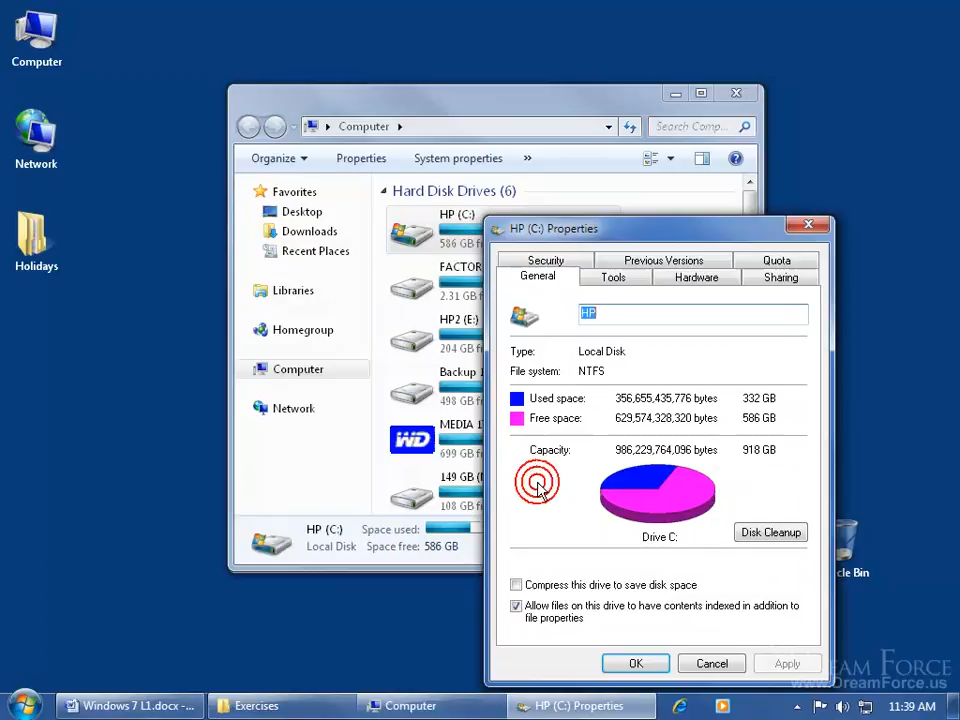 Computer
Network
Holidays
Computer
Search Comp...
Organize
Properties
System properties
»
Favorites
Desktop
Downloads
Recent Places
Libraries
Homegroup
Computer
Network
Hard Disk Drives (6)
HP (C:)
586 GB f
FACTOR
2.31 GB f
HP2 (E:)
204 GB f
Backup 1
498 GB f
WD
MEDIA 1
699 GB f
149 GB (
108 GB f
HP (C:)
Space used:
Local Disk
Space free: 586 GB
HP (C:) Properties
Security
Previous Versions
Quota
General
Tools
Hardware
Sharing
HP
Type:
Local Disk
File system:
NTFS
Used space:
356,655,435,776 bytes
332 GB
Free space:
629,574,328,320 bytes
586 GB
Capacity:
986,229,764,096 bytes
918 GB
Drive C:
Disk Cleanup
Compress this drive to save disk space
Allow files on this drive to have contents indexed in addition to
file properties
OK
Cancel
Apply
cle Bin
Dream Force
www.DreamForce.us
Windows 7 L1.docx -...
Exercises
Computer
HP (C:) Properties
11:39 AM